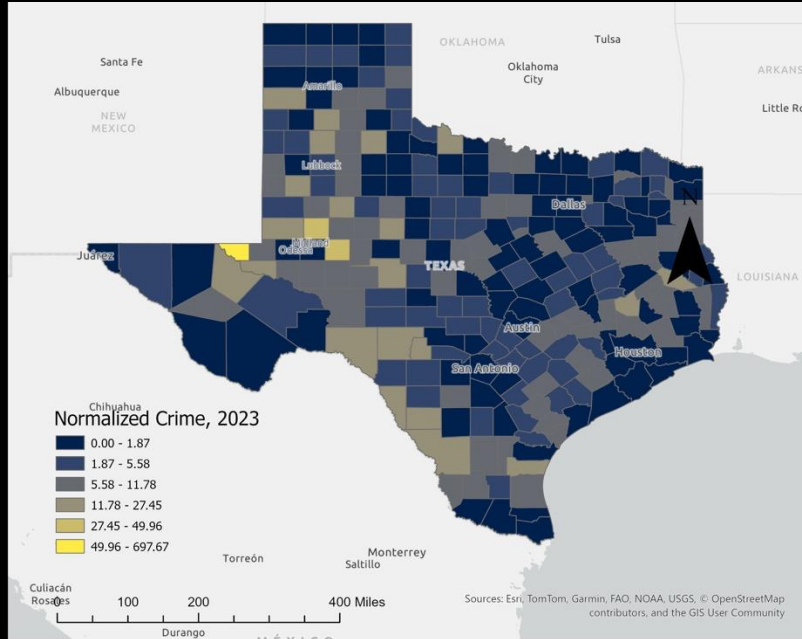 OKLAHOMA
Tulsa
Santa Fe
Oklahoma
City
ARKANS
Albuquerque
Amarillo
NEW
MEXICO
Little Ro
Lubbock
N
Dallas
Midland
Odessa
Juárez
TEXAS
LOUISIANA
Austin
Houston
San Antonio
Chihuahua
Normalized Crime, 2023
0.00 - 1.87
1.87 - 5.58
5.58 - 11.78
11.78 - 27.45
27.45 - 49.96
49.96 - 697.67
Torreón
Monterrey
Saltillo
Culiacán
Rosales
0 100 200 400 Miles
Sources: Esri, TomTom, Garmin, FAO, NOAA, USGS, © OpenStreetMap
contributors, and the GIS User Community
Durango
MÉXICO